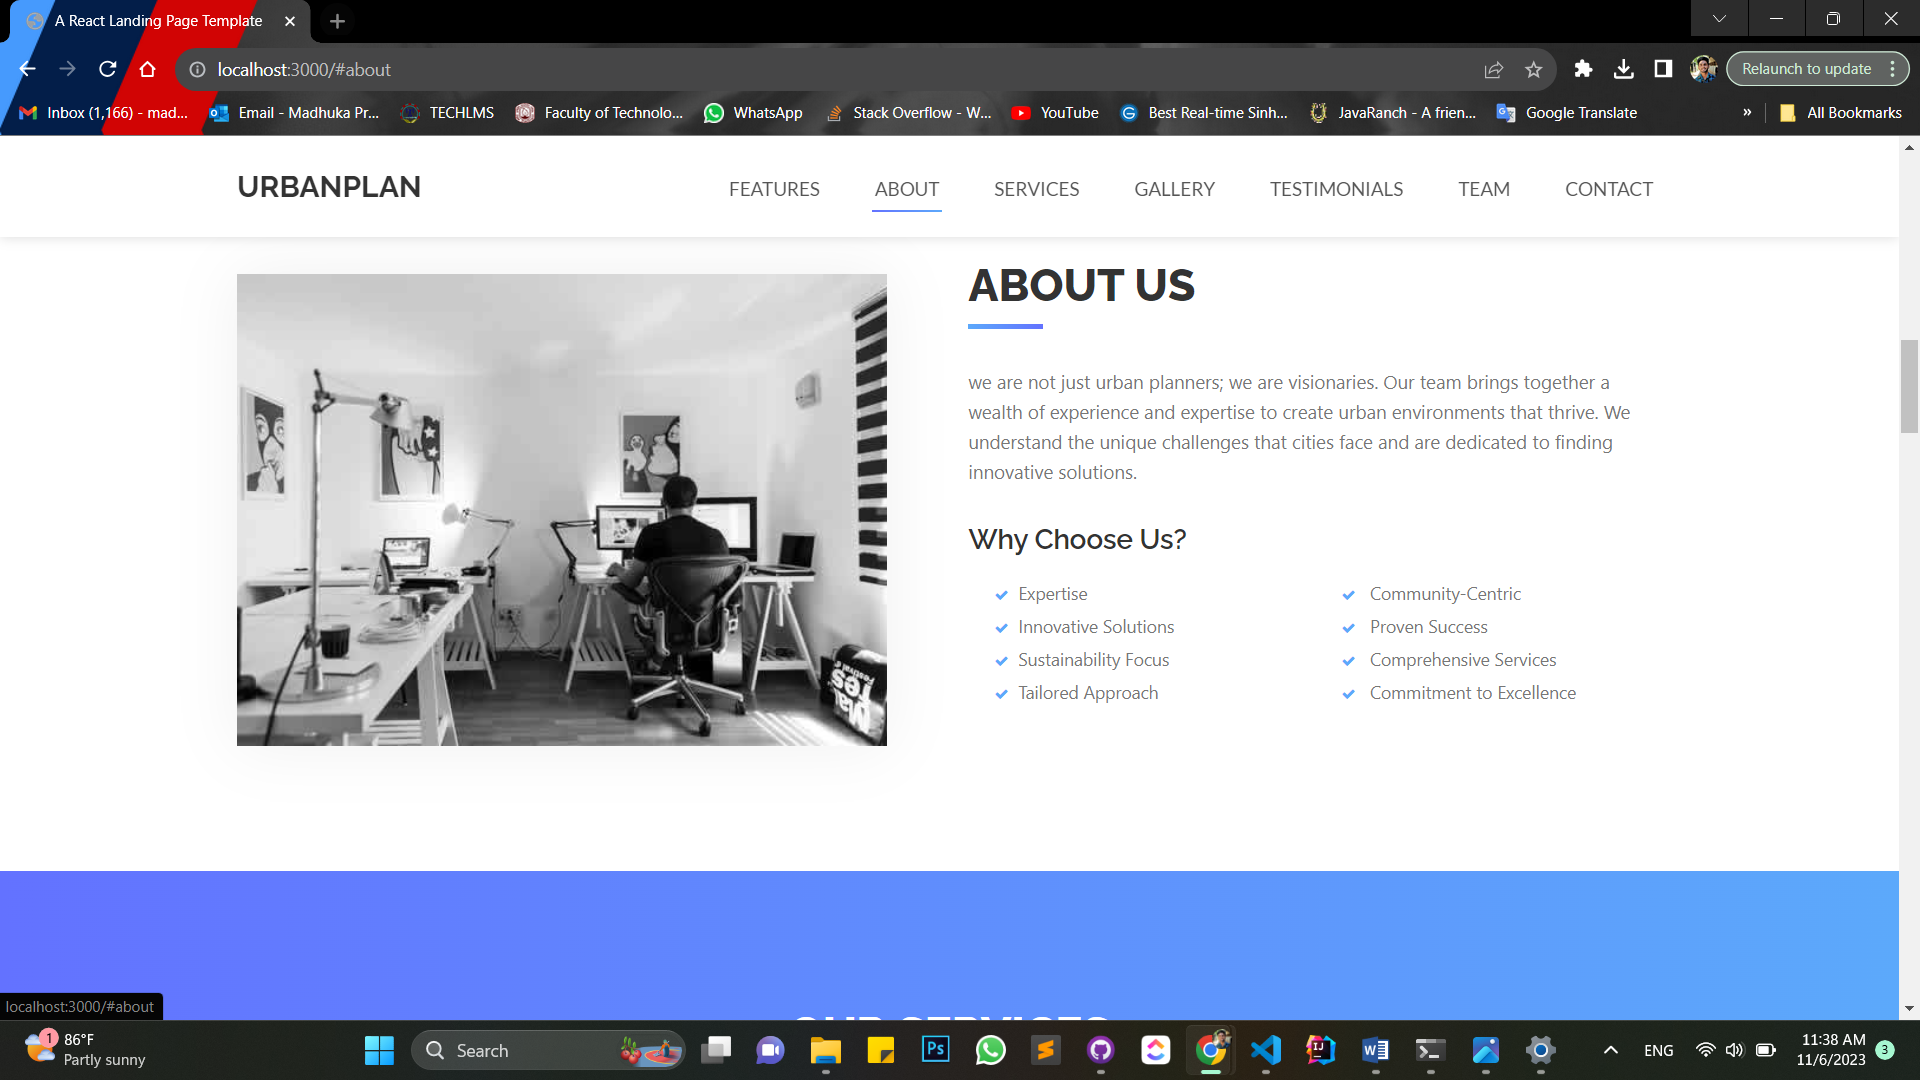 A React Landing Page Template
localhost:3000/#about
Relaunch to update
Inbox (1,166) - mad...
Email - Madhuka Pr...
TECHLMS
Faculty of Technolo...
WhatsApp
Stack Overflow - W...
YouTube
Best Real-time Sinh...
JavaRanch - A frien...
Google Translate
»
All Bookmarks
URBANPLAN
FEATURES
ABOUT
SERVICES
GALLERY
TESTIMONIALS
TEAM
CONTACT
ABOUT US
we are not just urban planners; we are visionaries. Our team brings together a
wealth of experience and expertise to create urban environments that thrive. We
understand the unique challenges that cities face and are dedicated to finding
innovative solutions.
Why Choose Us?
Expertise
Innovative Solutions
Sustainability Focus
Tailored Approach
Community-Centric
Proven Success
Comprehensive Services
Commitment to Excellence
OUR SERVICES
localhost:3000/#about
1
86°F
Partly sunny
Search
Ps
IJ
ENG
11:38 AM
11/6/2023
3